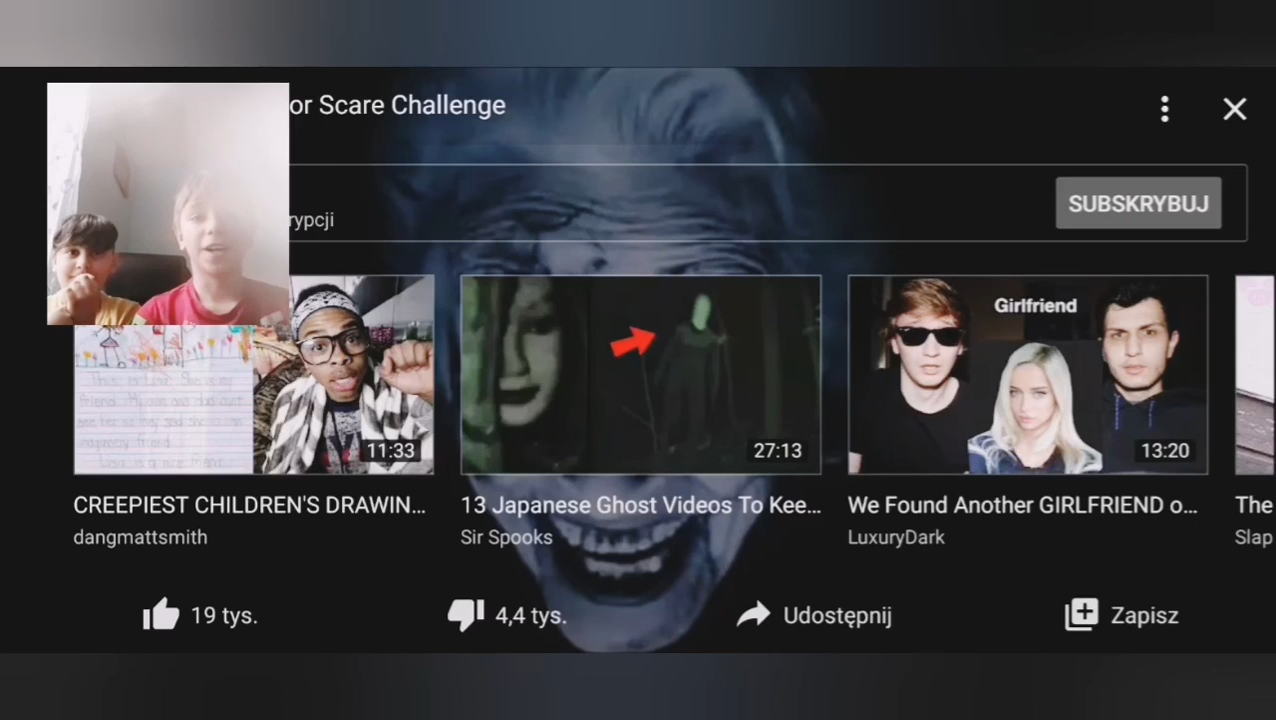 or Scare Challenge
rypcji
SUBSKRYBUJ
Girlfriend
11:33
27:13
13:20
CREEPIEST CHILDREN'S DRAWIN...
13 Japanese Ghost Videos To Kee...
We Found Another GIRLFRIEND o...
The
dangmattsmith
Sir Spooks
LuxuryDark
Slap
19 tys.
4,4 tys.
Udostępnij
Zapisz